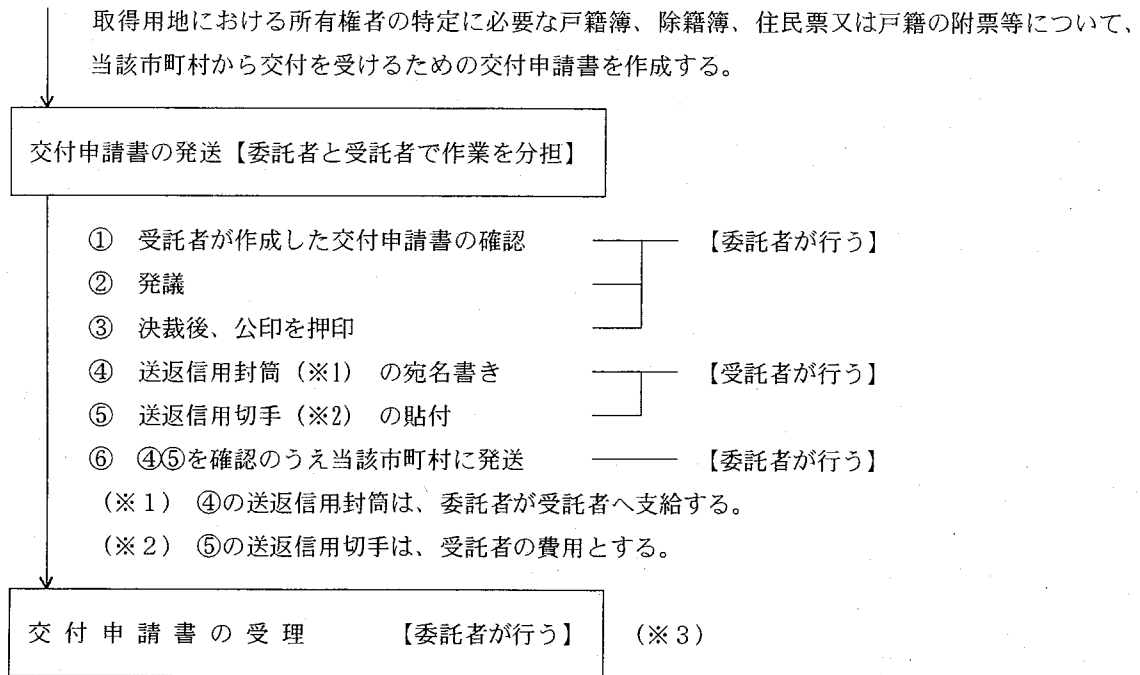 取得用地における所有権者の特定に必要な戸籍簿、除籍簿、住民票又は戸籍の附票等について、
当該市町村から交付を受けるための交付申請書を作成する。
交付申請書の発送【委託者と受託者で作業を分担】
① 受託者が作成した交付申請書の確認 【委託者が行う】
② 発議
③ 決裁後、公印を押印
④ 送返信用封筒（※1） の宛名書き 【受託者が行う】
⑤ 送返信用切手（※2） の貼付
⑥ ④⑤を確認のうえ当該市町村に発送 【委託者が行う】
（※１） ④の送返信用封筒は、委託者が受託者へ支給する。
（※２） ⑤の送返信用切手は、受託者の費用とする。
交 付 申 請 書 の 受 理 【委託者が行う】 （※３）